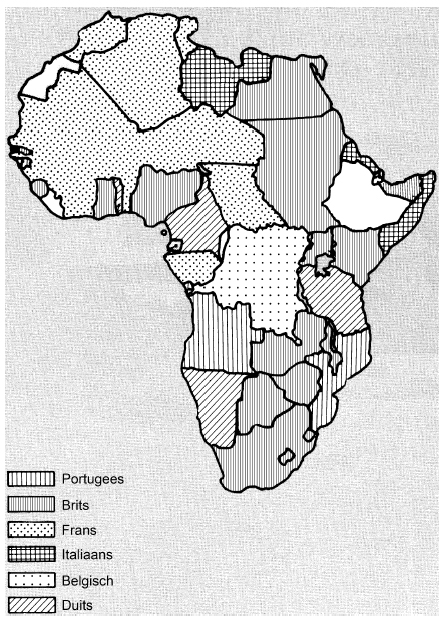 Portugees
Brits
Frans
Italiaans
Belgisch
Duits